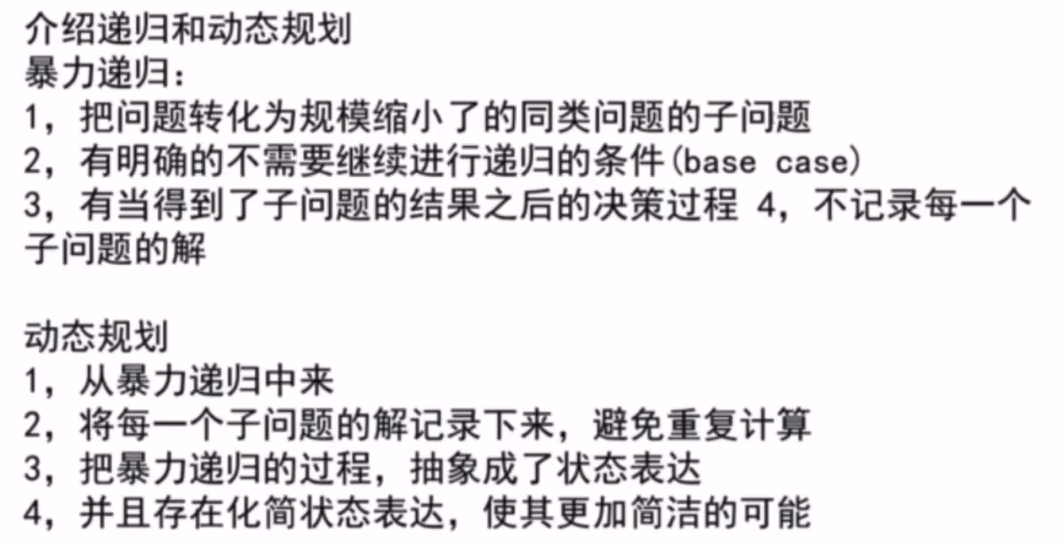 介绍递归和动态规划
暴力递归：
1，把问题转化为规模缩小了的同类问题的子问题
2，有明确的不需要继续进行递归的条件(base case)
3，有当得到了子问题的结果之后的决策过程 4，不记录每一个
子问题的解
动态规划
1，从暴力递归中来
2，将每一个子问题的解记录下来，避免重复计算
3，把暴力递归的过程，抽象成了状态表达
4，并且存在化简状态表达，使其更加简洁的可能